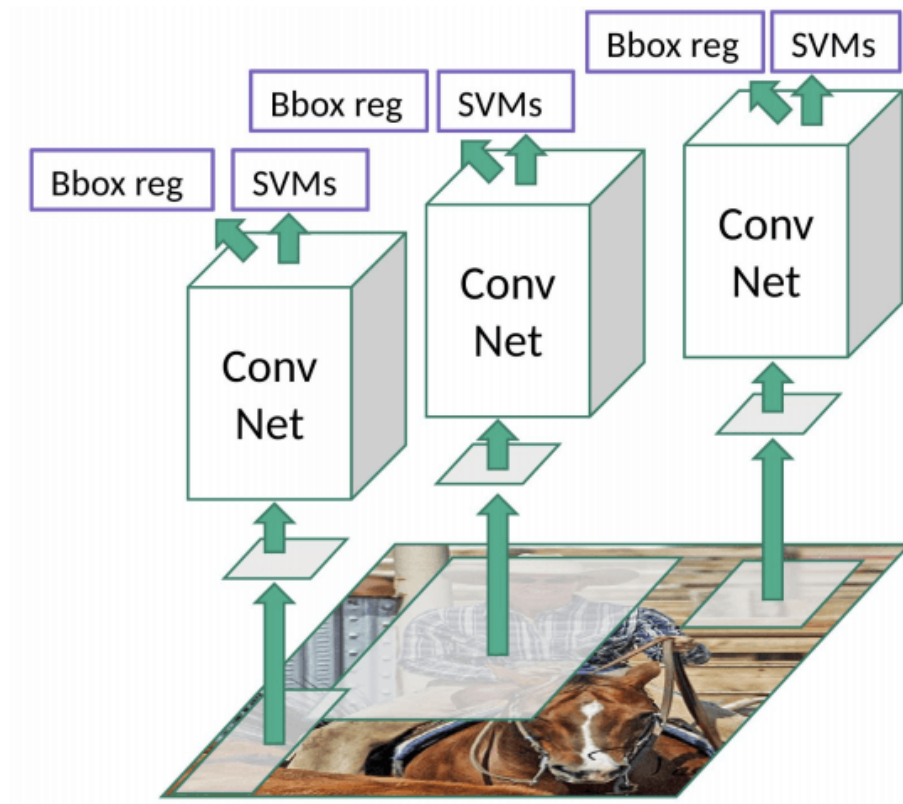 Bbox reg
SVMs
Bbox reg
SVMs
Bbox reg
SVMs
Conv
Net
Conv
Net
Conv
Net